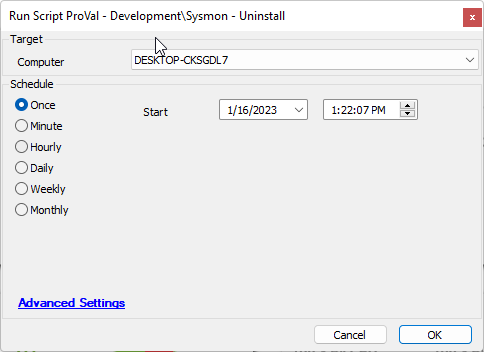 Run Script ProVal - Development\Sysmon - Uninstall
Target
Computer DESKTOP-CKSGDL7
Schedule
Once Start 1/16/2023 1:22:07 PM
Minute
Hourly
Daily
Weekly
Monthly
Advanced Settings
Cancel OK